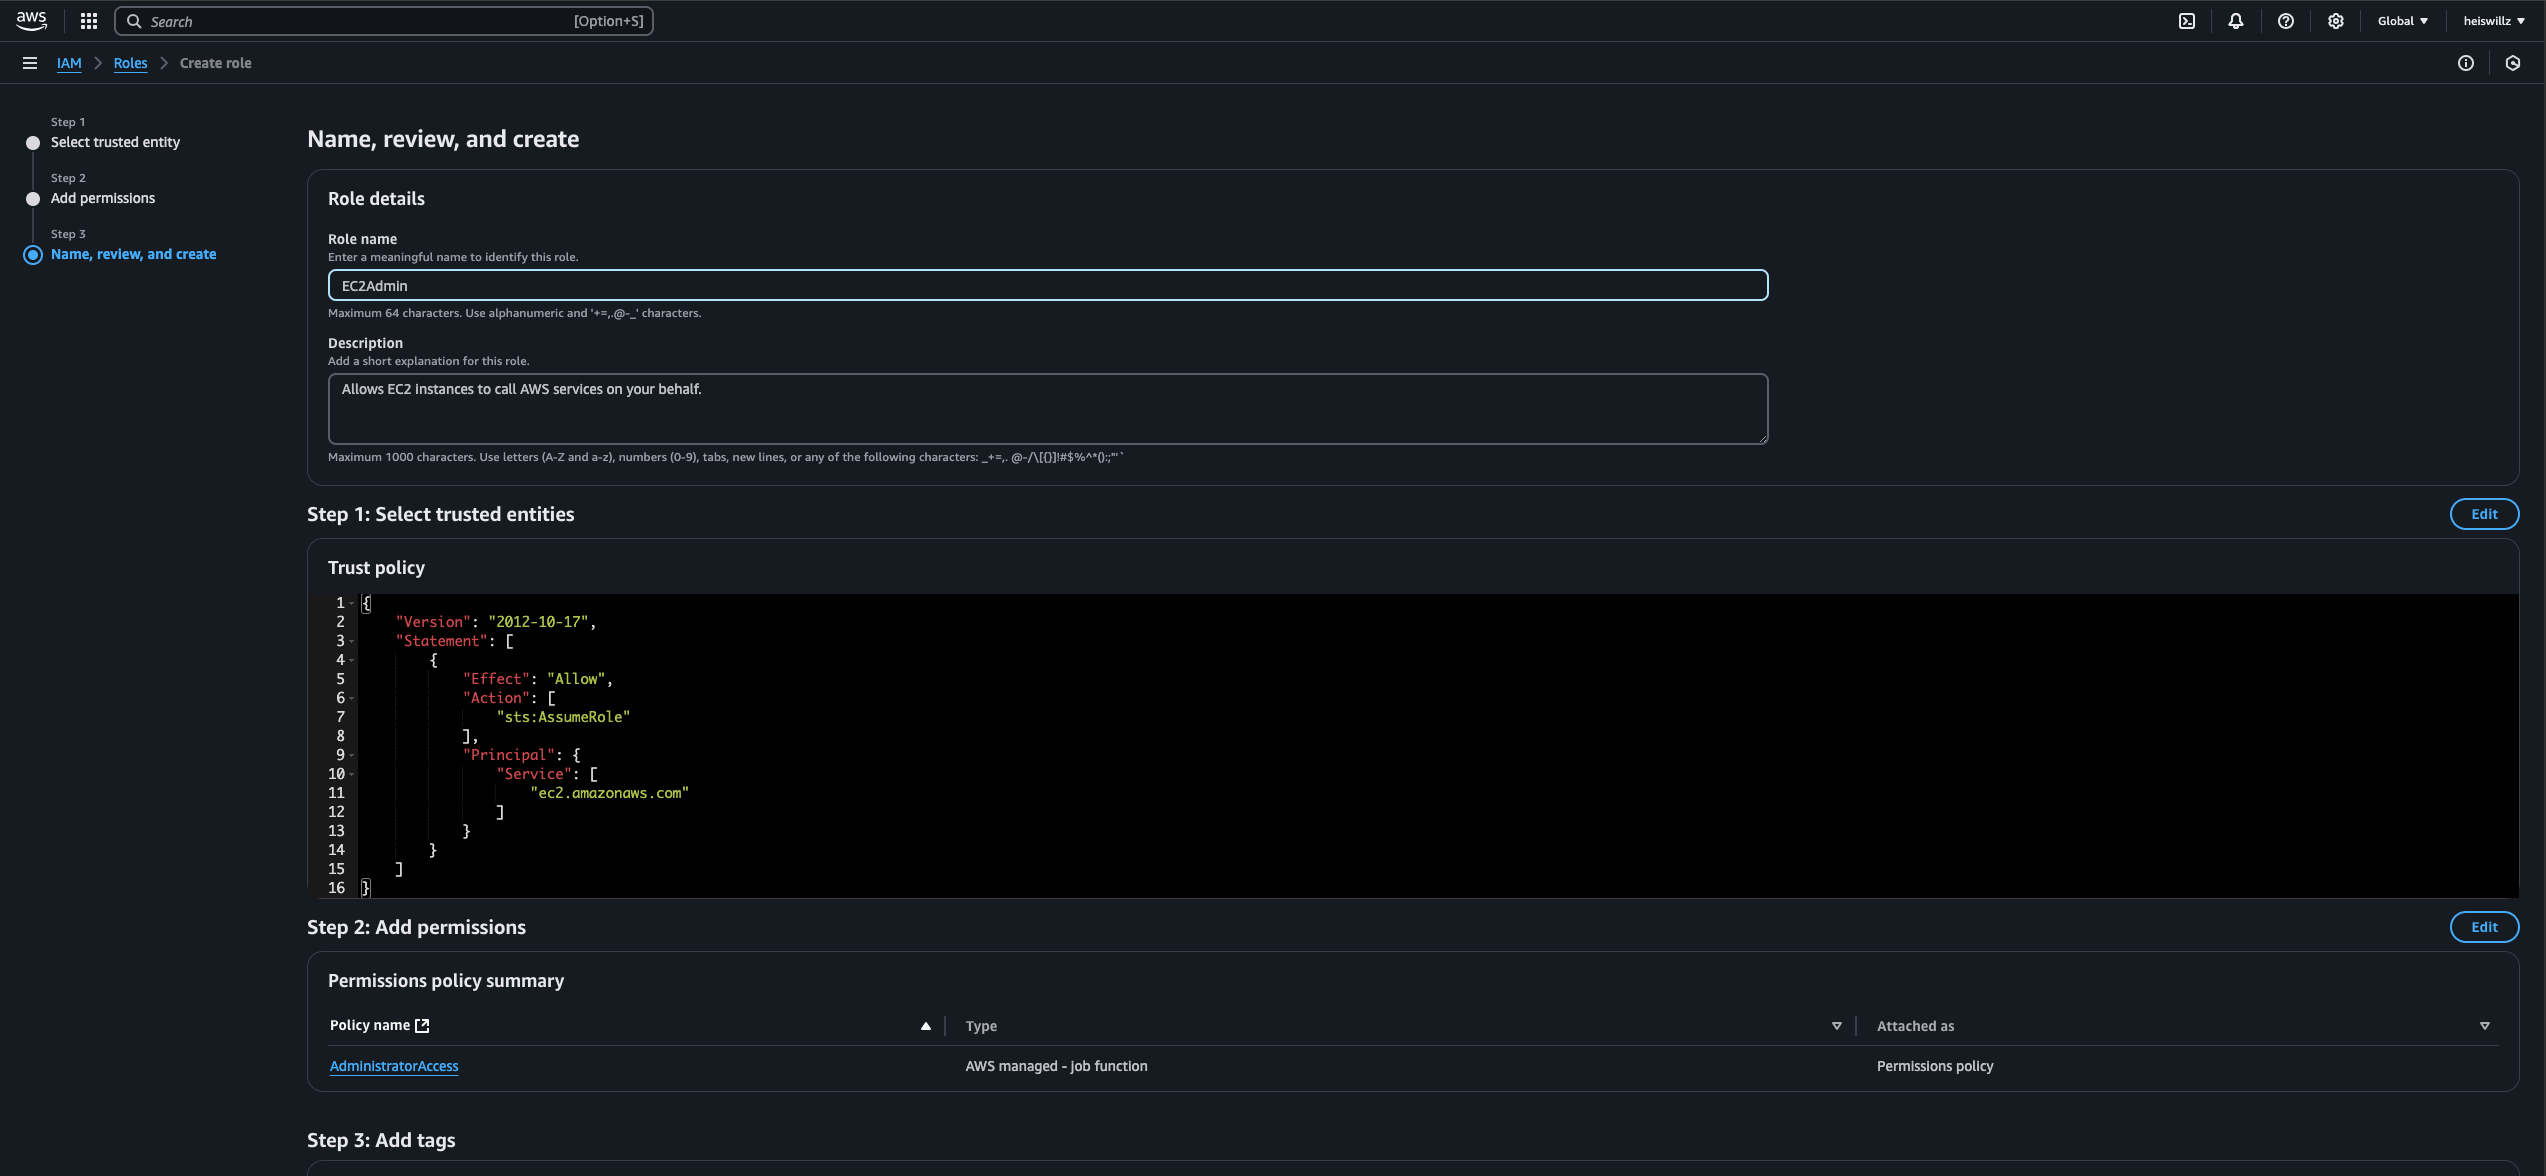 aws
Search [Option+S]
Global
heiswillz
IAM
Roles
Create role
Step 1
Select trusted entity
Step 2
Add permissions
Step 3
Name, review, and create
Name, review, and create
Role details
Role name
Enter a meaningful name to identify this role.
EC2Admin
Maximum 64 characters. Use alphanumeric and '+=,.@-_' characters.
Description
Add a short explanation for this role.
Allows EC2 instances to call AWS services on your behalf.
Maximum 1000 characters. Use letters (A-Z and a-z), numbers (0-9), tabs, new lines, or any of the following characters: _+=,. @-/\[{}]!#$%^*();:"'`
Step 1: Select trusted entities
Edit
Trust policy
1 {
2 "Version": "2012-10-17",
3 "Statement": [
4 {
5 "Effect": "Allow",
6 "Action": [
7 "sts:AssumeRole"
8 ],
9 "Principal": {
10 "Service": [
11 "ec2.amazonaws.com"
12 ]
13 }
14 }
15 ]
16 }
Step 2: Add permissions
Edit
Permissions policy summary
Policy name Type Attached as
AdministratorAccess AWS managed - job function Permissions policy
Step 3: Add tags